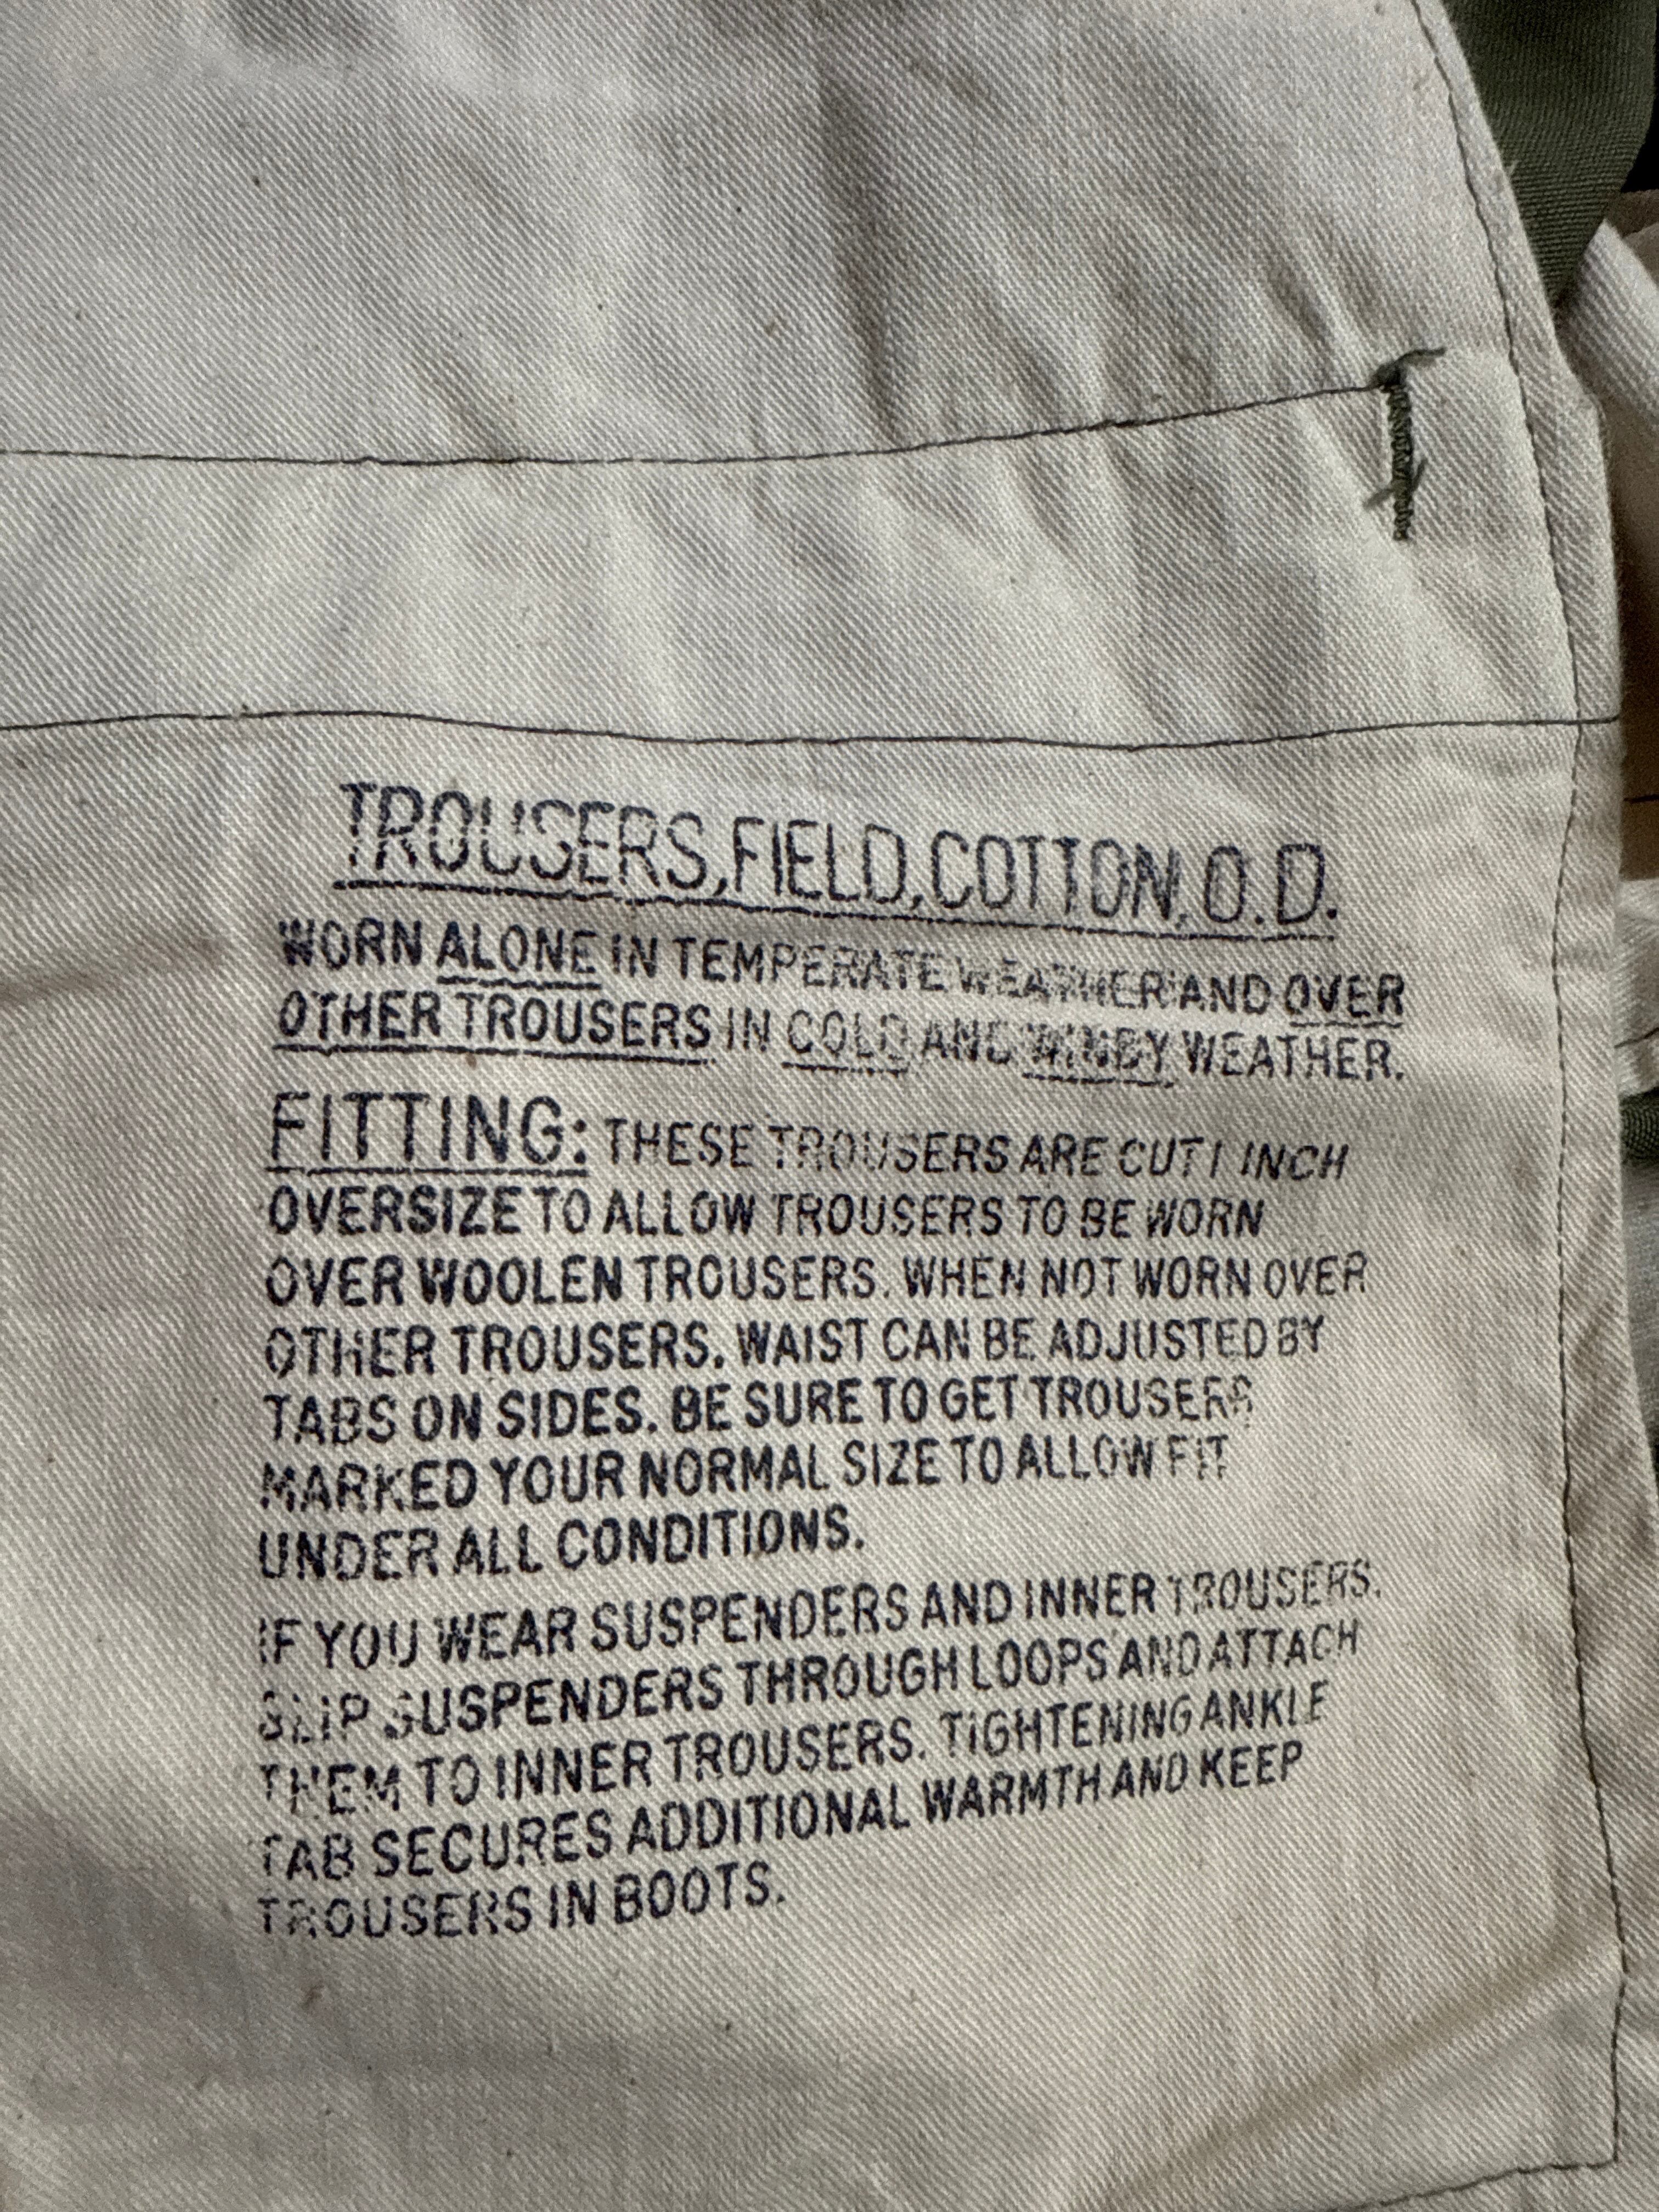 TROUSERS, FIELD, COTTON, O.D.
WORN ALONE IN TEMPERATE WEATHER AND OVER
OTHER TROUSERS IN COLD AND WINDY WEATHER.
FITTING: THESE TROUSERS ARE CUT 1 INCH
OVERSIZE TO ALLOW TROUSERS TO BE WORN
OVER WOOLEN TROUSERS. WHEN NOT WORN OVER
OTHER TROUSERS, WAIST CAN BE ADJUSTED BY
TABS ON SIDES. BE SURE TO GET TROUSERS
MARKED YOUR NORMAL SIZE TO ALLOW FIT
UNDER ALL CONDITIONS.
IF YOU WEAR SUSPENDERS AND INNER TROUSERS,
SLIP SUSPENDERS THROUGH LOOPS AND ATTACH
THEM TO INNER TROUSERS. TIGHTENING ANKLE
TAB SECURES ADDITIONAL WARMTH AND KEEP
TROUSERS IN BOOTS.